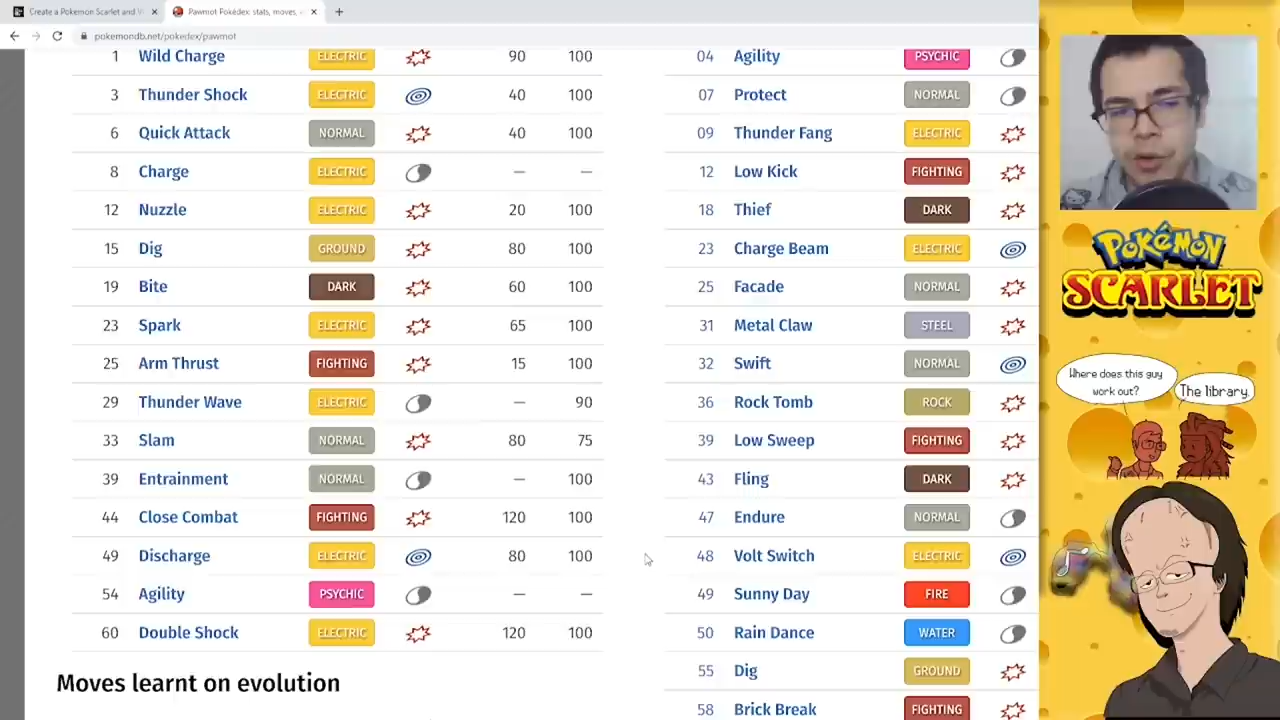 Create a Pokemon Scarlet and V
Pawmot Pokédex: stats, moves,
pokemondb.net/pokedex/pawmot
1 Wild Charge ELECTRIC 90 100
3 Thunder Shock ELECTRIC 40 100
6 Quick Attack NORMAL 40 100
8 Charge ELECTRIC — —
12 Nuzzle ELECTRIC 20 100
15 Dig GROUND 80 100
19 Bite DARK 60 100
23 Spark ELECTRIC 65 100
25 Arm Thrust FIGHTING 15 100
29 Thunder Wave ELECTRIC — 90
33 Slam NORMAL 80 75
39 Entrainment NORMAL — 100
44 Close Combat FIGHTING 120 100
49 Discharge ELECTRIC 80 100
54 Agility PSYCHIC — —
60 Double Shock ELECTRIC 120 100
Moves learnt on evolution
04 Agility PSYCHIC
07 Protect NORMAL
09 Thunder Fang ELECTRIC
12 Low Kick FIGHTING
18 Thief DARK
23 Charge Beam ELECTRIC
25 Facade NORMAL
31 Metal Claw STEEL
32 Swift NORMAL
36 Rock Tomb ROCK
39 Low Sweep FIGHTING
43 Fling DARK
47 Endure NORMAL
48 Volt Switch ELECTRIC
49 Sunny Day FIRE
50 Rain Dance WATER
55 Dig GROUND
58 Brick Break FIGHTING
POKéMON
SCARLET
Where does this guy
work out?
The library.